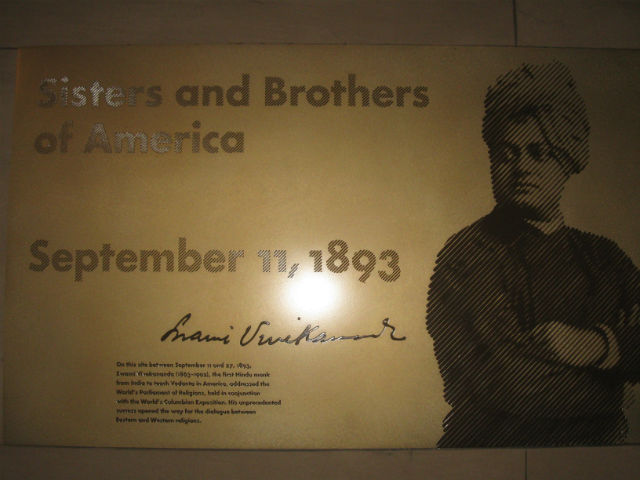 Sisters and Brothers
of America
September 11, 1893
Swami Vivekananda
On this site between September 11 and 27, 1893,
Swami Vivekananda (1863-1902), the first Hindu monk
from India to teach Vedanta in America, addressed the
World's Parliament of Religions, held in conjunction
with the World's Columbian Exposition. His unprecedented
success opened the way for the dialogue between
Eastern and Western religions.